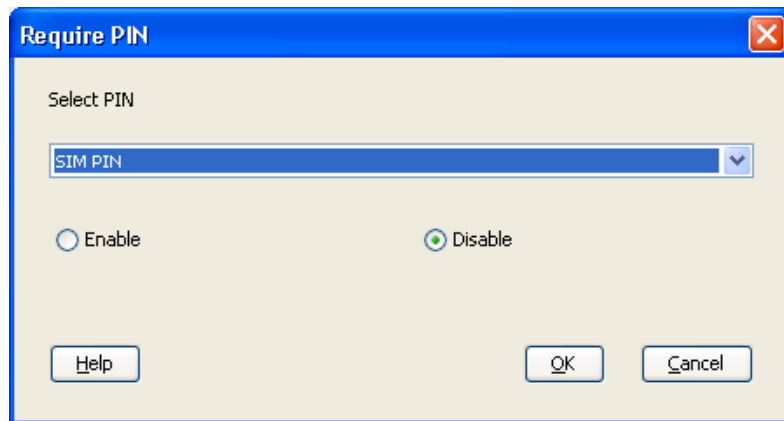 Require PIN
Select PIN
SIM PIN
Enable Disable
Help OK Cancel